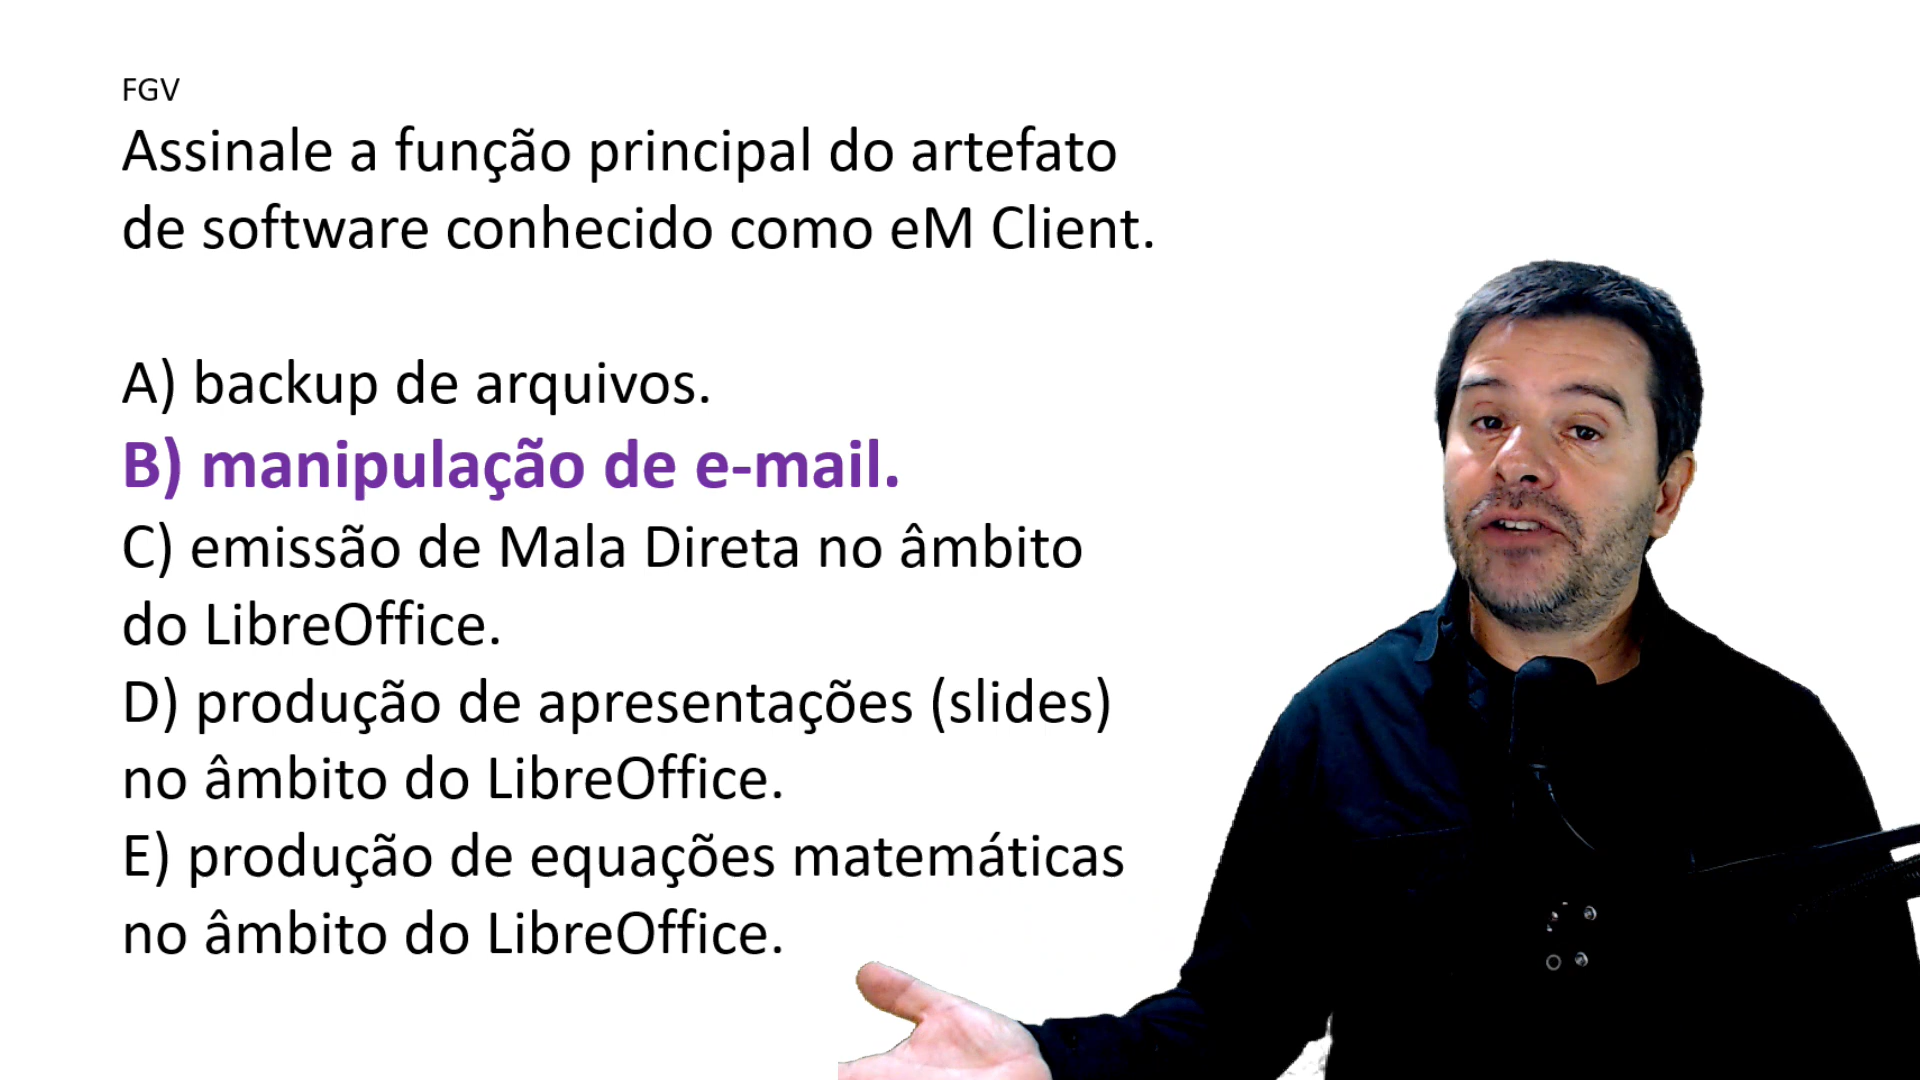 FGV
Assinale a função principal do artefato
de software conhecido como eM Client.
A) backup de arquivos.
B) manipulação de e-mail.
C) emissão de Mala Direta no âmbito
do LibreOffice.
D) produção de apresentações (slides)
no âmbito do LibreOffice.
E) produção de equações matemáticas
no âmbito do LibreOffice.